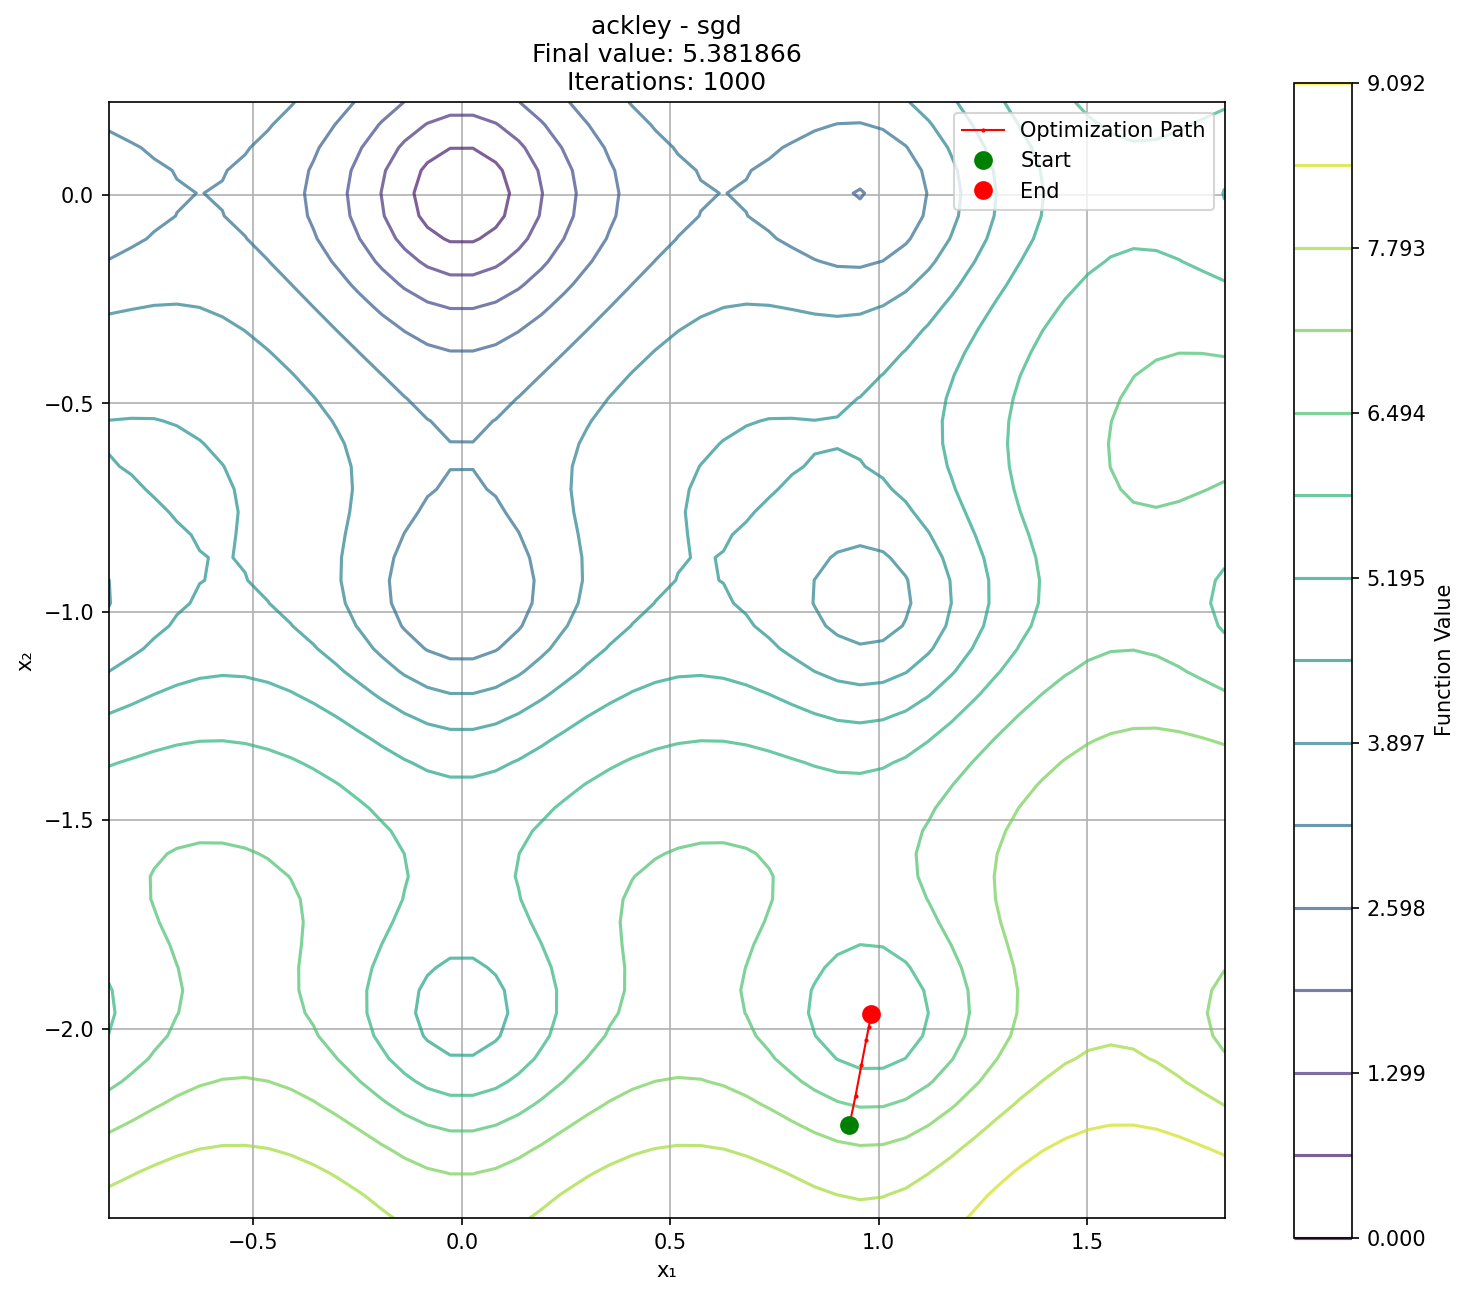 ackley - sgd
Final value: 5.381866
Iterations: 1000
Optimization Path
Start
End
0.0
−0.5
−1.0
−1.5
−2.0
x₂
−0.5
0.0
0.5
1.0
1.5
x₁
9.092
7.793
6.494
5.195
3.897
2.598
1.299
0.000
Function Value